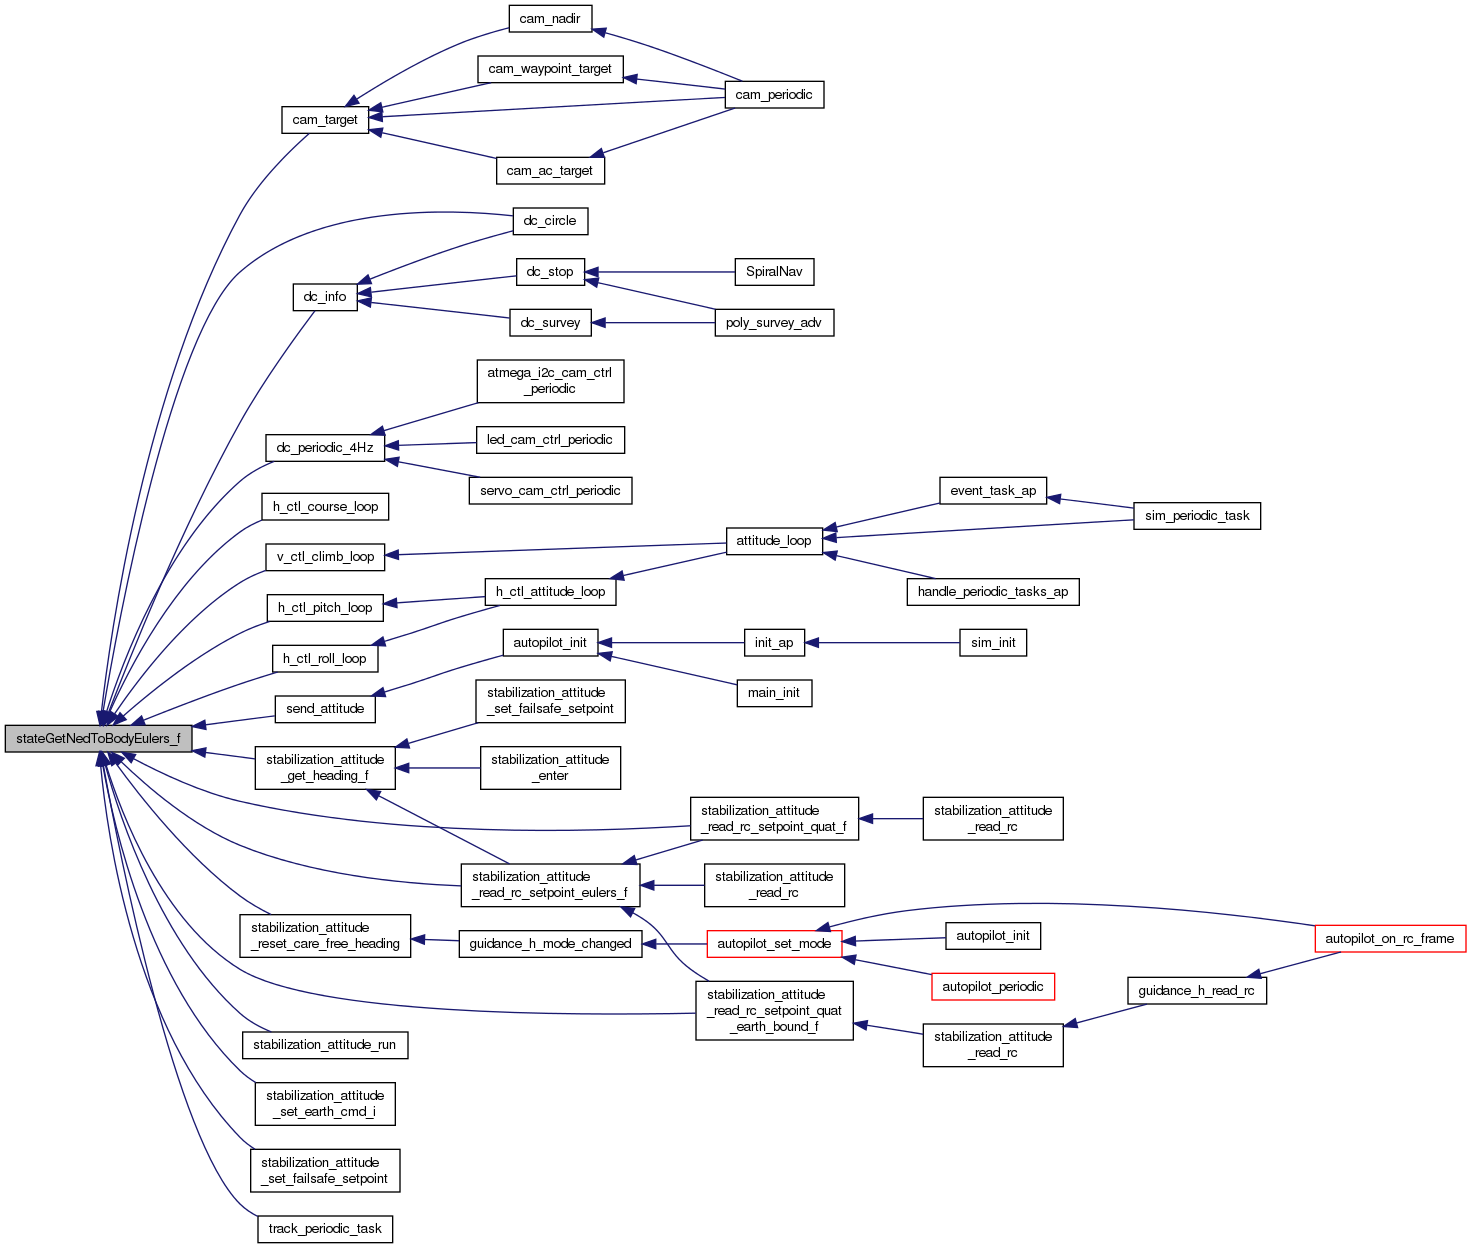 cam_nadir
cam_waypoint_target
cam_periodic
cam_target
cam_ac_target
dc_circle
dc_stop
SpiralNav
dc_info
dc_survey
poly_survey_adv
atmega_i2c_cam_ctrl
_periodic
led_cam_ctrl_periodic
dc_periodic_4Hz
servo_cam_ctrl_periodic
h_ctl_course_loop
event_task_ap
sim_periodic_task
attitude_loop
v_ctl_climb_loop
handle_periodic_tasks_ap
h_ctl_attitude_loop
h_ctl_pitch_loop
autopilot_init
init_ap
sim_init
h_ctl_roll_loop
main_init
send_attitude
stabilization_attitude
_set_failsafe_setpoint
stateGetNedToBodyEulers_f
stabilization_attitude
_get_heading_f
stabilization_attitude
_enter
stabilization_attitude
_read_rc_setpoint_quat_f
stabilization_attitude
_read_rc
stabilization_attitude
_read_rc_setpoint_eulers_f
stabilization_attitude
_read_rc
stabilization_attitude
_reset_care_free_heading
guidance_h_mode_changed
autopilot_set_mode
autopilot_init
autopilot_on_rc_frame
autopilot_periodic
guidance_h_read_rc
stabilization_attitude
_read_rc_setpoint_quat
_earth_bound_f
stabilization_attitude
_read_rc
stabilization_attitude_run
stabilization_attitude
_set_earth_cmd_i
stabilization_attitude
_set_failsafe_setpoint
track_periodic_task